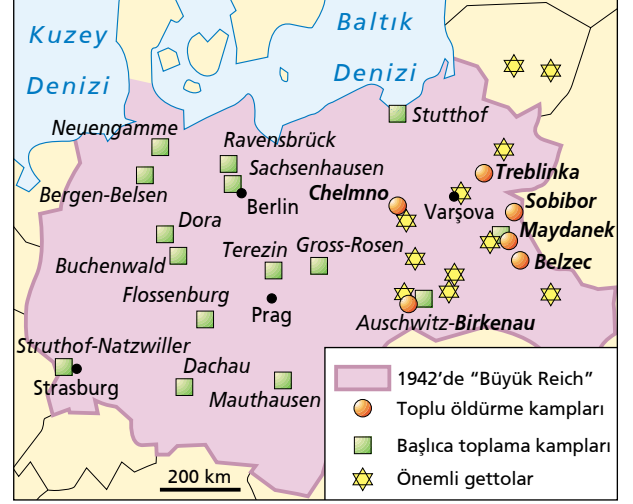 Kuzey
Denizi
Baltık
Denizi
Stutthof
Neuengamme
Ravensbrück
Sachsenhausen
Treblinka
Bergen-Belsen
Berlin
Chelmno
Varşova
Sobibor
Maydanek
Dora
Buchenwald
Terezin
Gross-Rosen
Belzec
Flossenburg
Prag
Auschwitz-Birkenau
Struthof-Natzwiller
Strasburg
Dachau
Mauthausen
200 km
1942’de “Büyük Reich”
Toplu öldürme kampları
Başlıca toplama kampları
Önemli gettolar